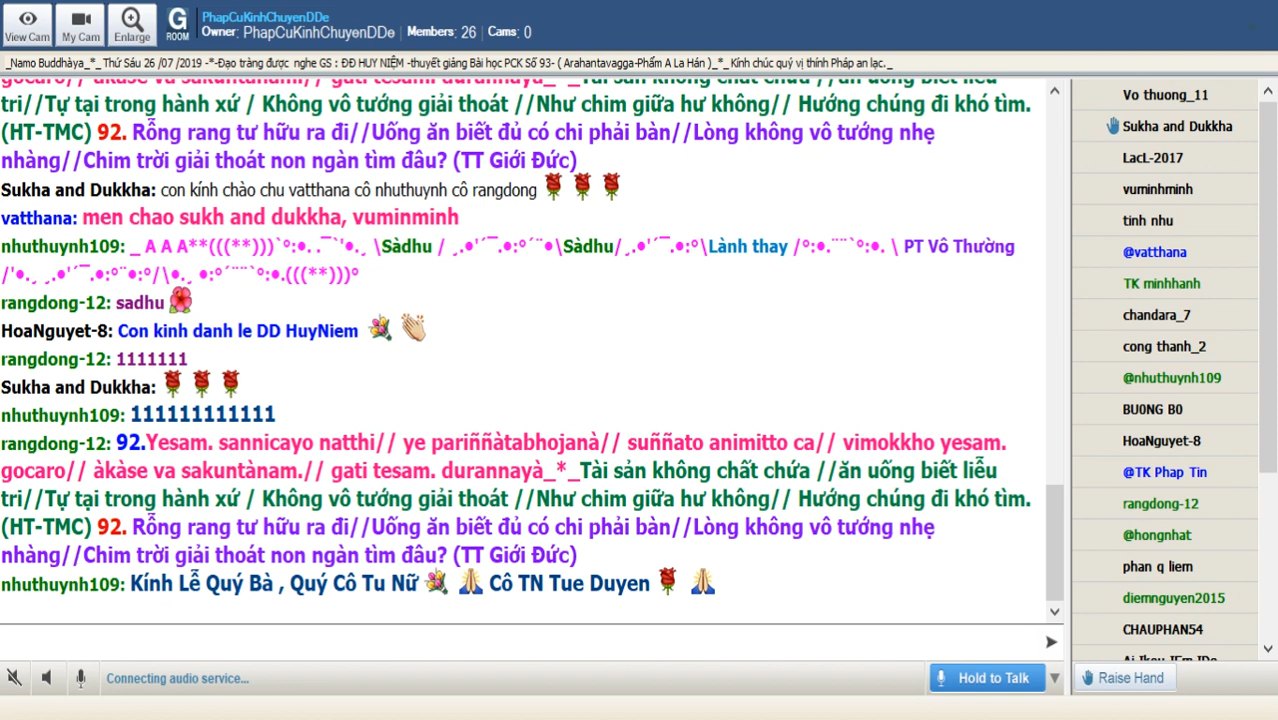 View Cam
My Cam
Enlarge
G
ROOM
PhapCuKinhChuyenDDe
Owner: PhapCuKinhChuyenDDe Members: 26 Cams: 0
_Namo Buddhàya_*_ Thứ Sáu 26 /07 /2019 -*-Đạo tràng được nghe GS : ĐĐ HUY NIỆM -thuyết giảng Bài học PCK Số 93- ( Arahantavagga-Phẩm A La Hán )_*_Kính chúc quý vị thính Pháp an lạc._
tri//Tự tại trong hành xứ / Không vô tướng giải thoát //Như chim giữa hư không// Hướng chúng đi khó tìm.
(HT-TMC) 92. Rỗng rang tư hữu ra đi//Uống ăn biết đủ có chi phải bàn//Lòng không vô tướng nhẹ
nhàng//Chim trời giải thoát non ngàn tìm đâu? (TT Giới Đức)
Sukha and Dukkha: con kính chào chu vatthana cô nhuthuynh cô rangdong
vatthana: men chao sukh and dukkha, vuminminh
nhuthuynh109: _ A A A**(((**)))`°:•. .¯`'•.¸ \Sàdhu / ¸.•'´¯.•:°´¨•\Sàdhu/¸.•'´¯.•:°\Lành thay /°:•.¨¨`°:•. \ PT Vô Thường
/'•.¸ ¸.•'´¯.•:°¨•:°/\•.¸ •:°´¨¨`°:•.(((**)))°
rangdong-12: sadhu
HoaNguyet-8: Con kinh danh le DD HuyNiem
rangdong-12: 1111111
Sukha and Dukkha:
nhuthuynh109: 111111111111
rangdong-12: 92.Yesam. sannicayo natthi// ye pariññàtabhojanà// suññato animitto ca// vimokkho yesam.
gocaro// àkàse va sakuntànam.// gati tesam. durannayà_*_Tài sản không chất chứa //ăn uống biết liễu
tri//Tự tại trong hành xứ / Không vô tướng giải thoát //Như chim giữa hư không// Hướng chúng đi khó tìm.
(HT-TMC) 92. Rỗng rang tư hữu ra đi//Uống ăn biết đủ có chi phải bàn//Lòng không vô tướng nhẹ
nhàng//Chim trời giải thoát non ngàn tìm đâu? (TT Giới Đức)
nhuthuynh109: Kính Lễ Quý Bà , Quý Cô Tu Nữ Cô TN Tue Duyen
Connecting audio service...
Hold to Talk
Vo thuong_11
Sukha and Dukkha
LacL-2017
vuminhminh
tinh nhu
@vatthana
TK minhhanh
chandara_7
cong thanh_2
@nhuthuynh109
BU0NG B0
HoaNguyet-8
@TK Phap Tin
rangdong-12
@hongnhat
phan q liem
diemnguyen2015
CHAUPHAN54
Raise Hand